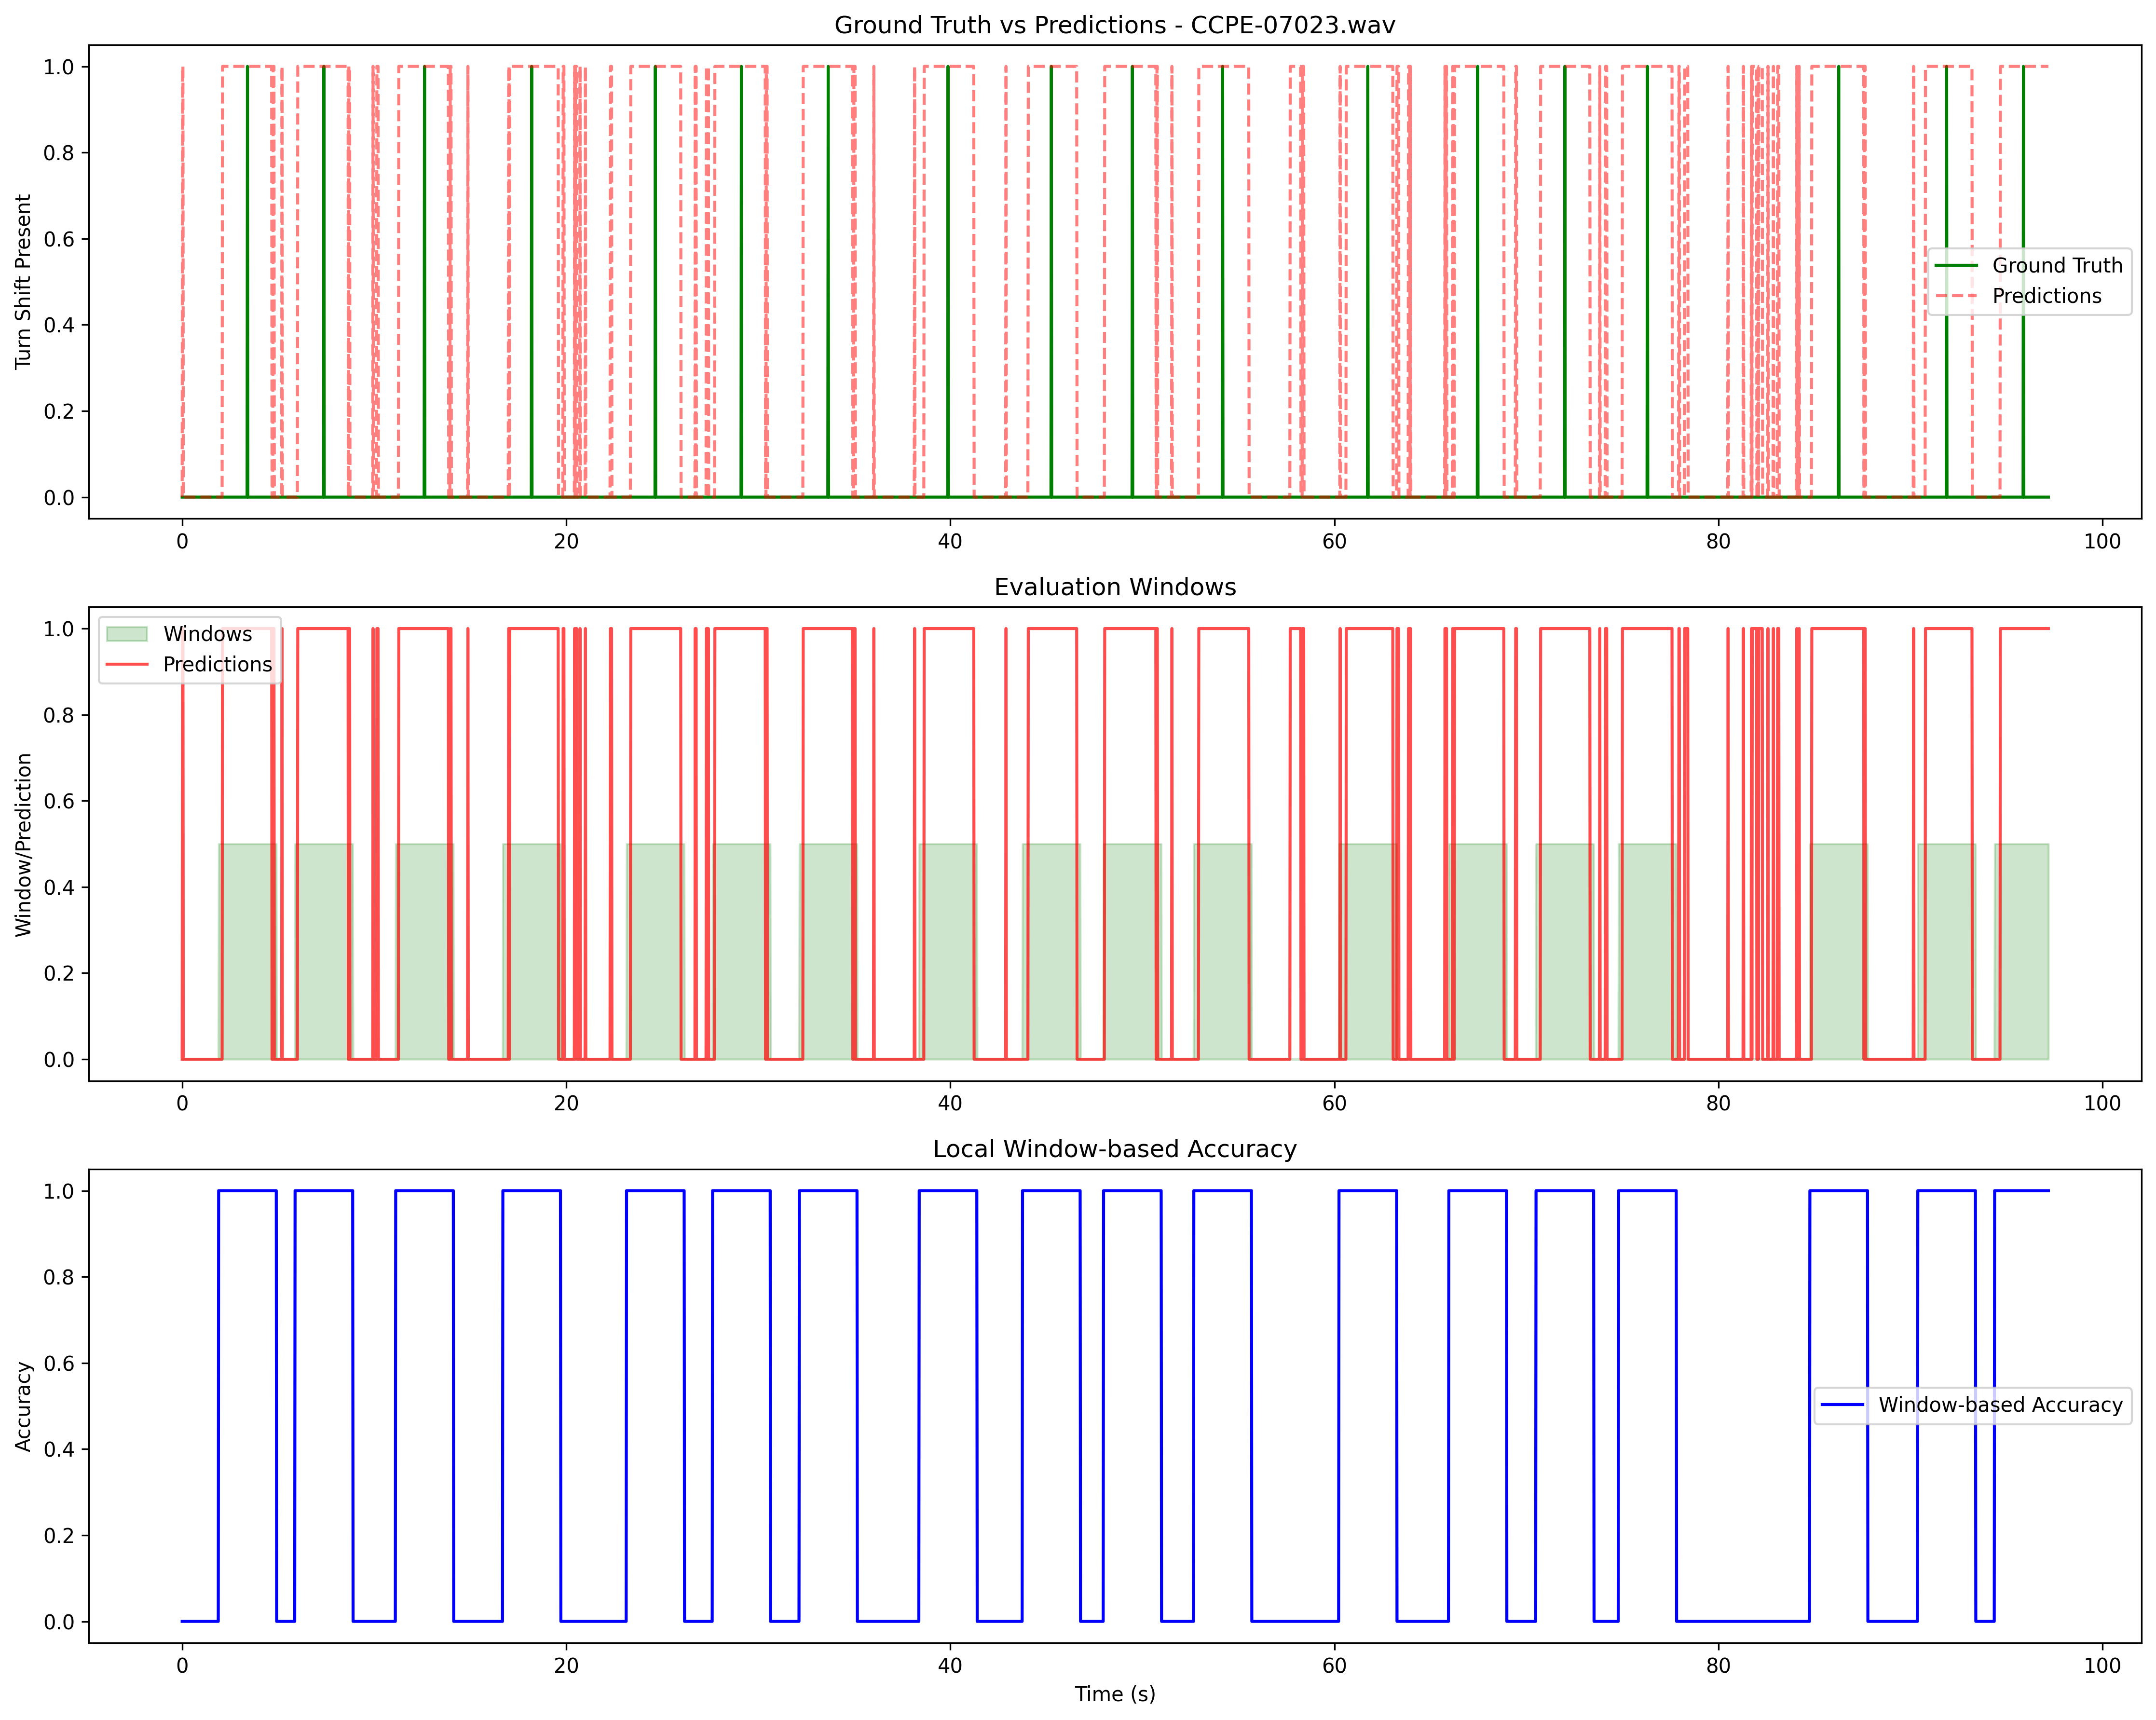 Ground Truth vs Predictions - CCPE-07023.wav
Turn Shift Present
1.0
0.8
0.6
0.4
0.2
0.0
Ground Truth
Predictions
0 20 40 60 80 100
Evaluation Windows
Window/Prediction
1.0
0.8
0.6
0.4
0.2
0.0
Windows
Predictions
0 20 40 60 80 100
Local Window-based Accuracy
Accuracy
1.0
0.8
0.6
0.4
0.2
0.0
Window-based Accuracy
0 20 40 60 80 100
Time (s)